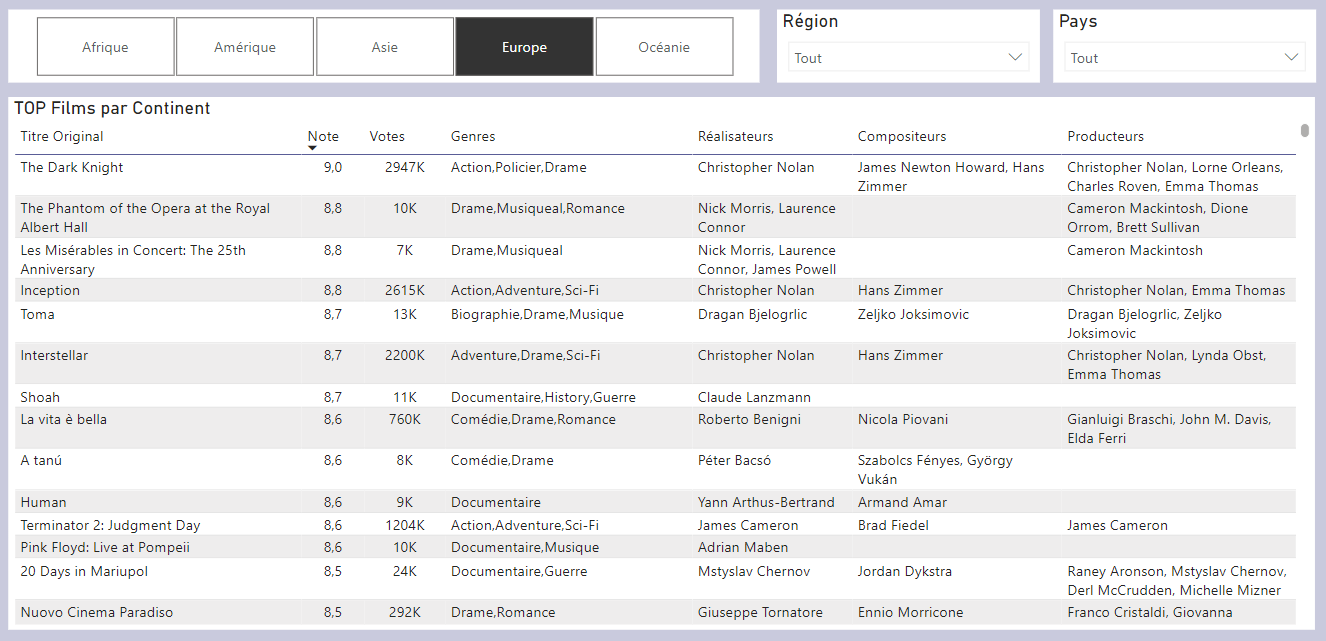 Afrique Amérique Asie Europe Océanie
Région
Tout
Pays
Tout
TOP Films par Continent
Titre Original Note Votes Genres Réalisateurs Compositeurs Producteurs
The Dark Knight 9,0 2947K Action,Policier,Drame Christopher Nolan James Newton Howard, Hans Christopher Nolan, Lorne Orleans,
Zimmer Charles Roven, Emma Thomas
The Phantom of the Opera at the Royal 8,8 10K Drame,Musiqueal,Romance Nick Morris, Laurence Cameron Mackintosh, Dione
Albert Hall Connor Orrom, Brett Sullivan
Les Misérables in Concert: The 25th 8,8 7K Drame,Musiqueal Nick Morris, Laurence Cameron Mackintosh
Anniversary Connor, James Powell
Inception 8,8 2615K Action,Adventure,Sci-Fi Christopher Nolan Hans Zimmer Christopher Nolan, Emma Thomas
Toma 8,7 13K Biographie,Drame,Musique Dragan Bjelogrlic Zeljko Joksimovic Dragan Bjelogrlic, Zeljko
Joksimovic
Interstellar 8,7 2200K Adventure,Drame,Sci-Fi Christopher Nolan Hans Zimmer Christopher Nolan, Lynda Obst,
Emma Thomas
Shoah 8,7 11K Documentaire,History,Guerre Claude Lanzmann
La vita è bella 8,6 760K Comédie,Drame,Romance Roberto Benigni Nicola Piovani Gianluigi Braschi, John M. Davis,
Elda Ferri
A tanú 8,6 8K Comédie,Drame Péter Bacsó Szabolcs Fényes, György
Vukán
Human 8,6 9K Documentaire Yann Arthus-Bertrand Armand Amar
Terminator 2: Judgment Day 8,6 1204K Action,Adventure,Sci-Fi James Cameron Brad Fiedel James Cameron
Pink Floyd: Live at Pompeii 8,6 10K Documentaire,Musique Adrian Maben
20 Days in Mariupol 8,5 24K Documentaire,Guerre Mstyslav Chernov Jordan Dykstra Raney Aronson, Mstyslav Chernov,
Derl McCrudden, Michelle Mizner
Nuovo Cinema Paradiso 8,5 292K Drame,Romance Giuseppe Tornatore Ennio Morricone Franco Cristaldi, Giovanna